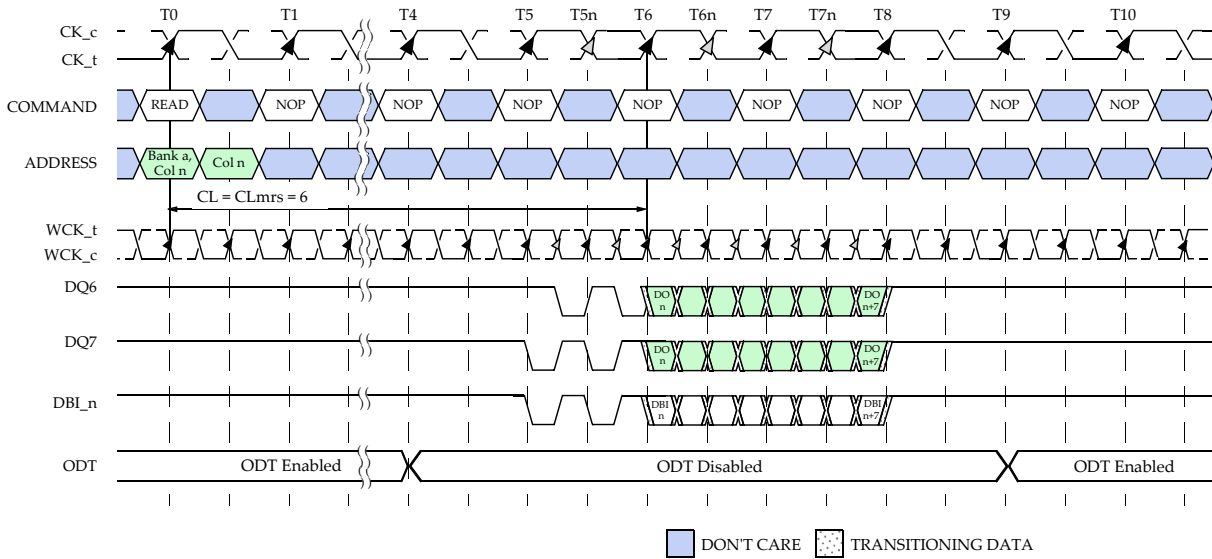 T0 T1 T4 T5 T5n T6 T6n T7 T7n T8 T9 T10
CK_c
CK_t
COMMAND READ NOP NOP NOP NOP NOP NOP NOP NOP
ADDRESS Bank a, Col n Col n
CL = CLmrs = 6
WCK_t
WCK_c
DQ6 DO n DO n+7
DQ7 DO n DO n+7
DBI_n DBI n DBI n+7
ODT ODT Enabled ODT Disabled ODT Enabled
DON'T CARE TRANSITIONING DATA